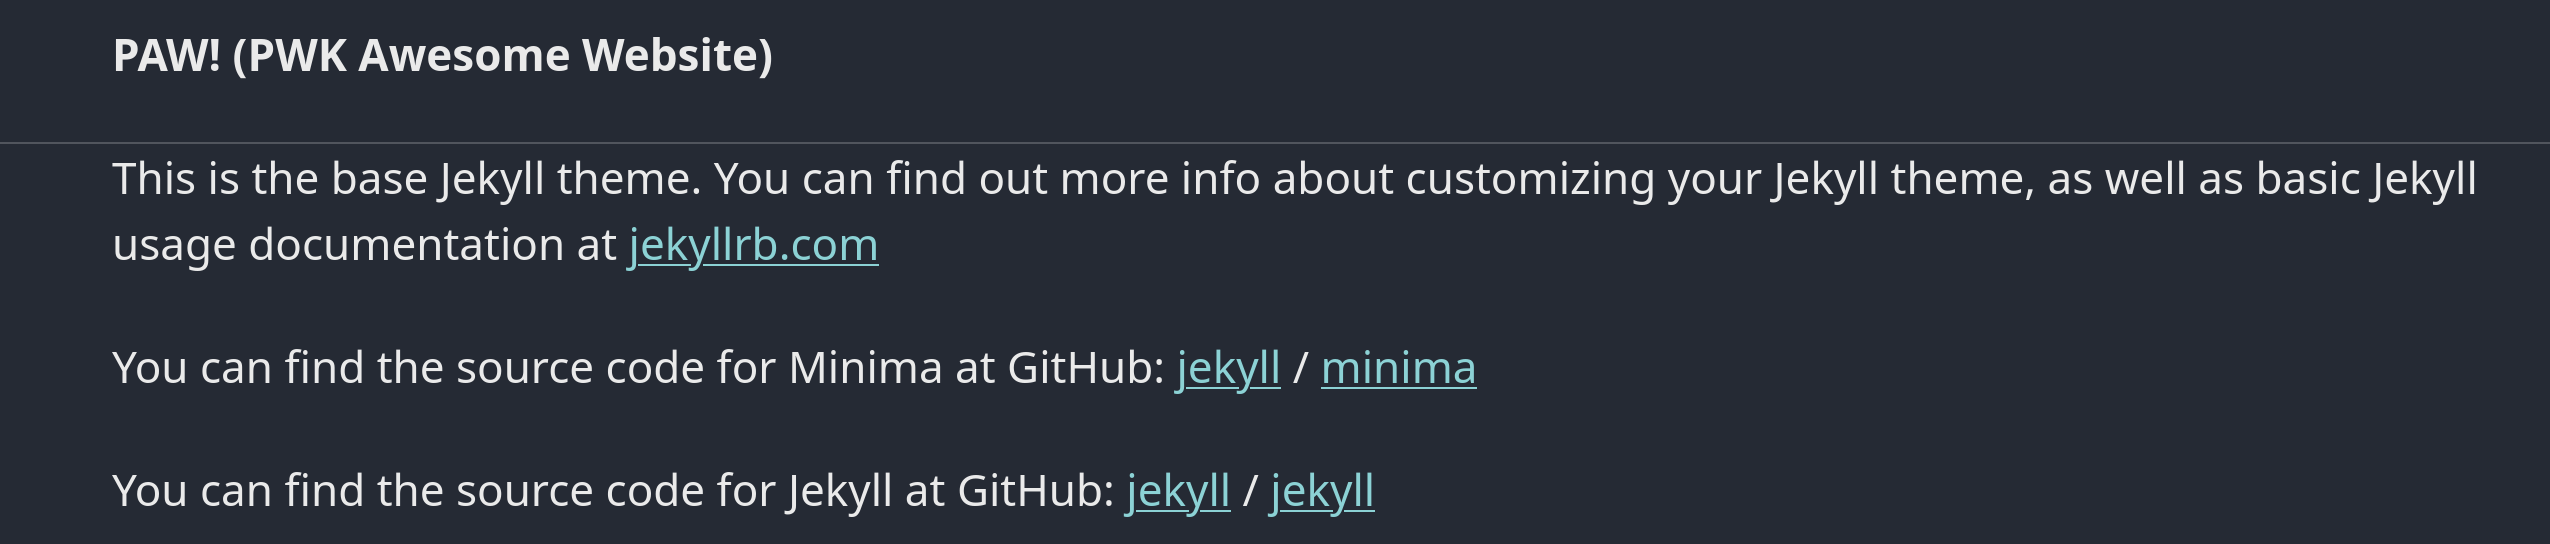 PAW! (PWK Awesome Website)
This is the base Jekyll theme. You can find out more info about customizing your Jekyll theme, as well as basic Jekyll
usage documentation at jekyllrb.com
You can find the source code for Minima at GitHub: jekyll / minima
You can find the source code for Jekyll at GitHub: jekyll / jekyll